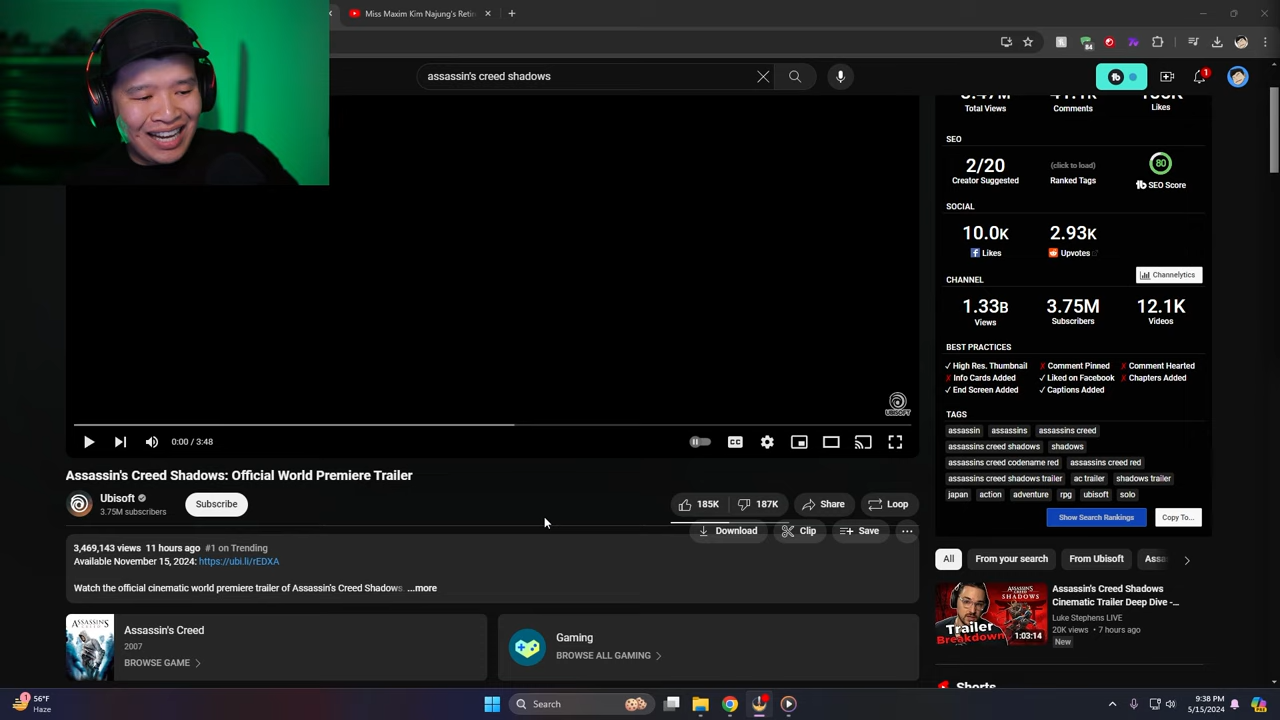 Miss Maxim Kim Najung's Reti
assassin's creed shadows
1
Total Views
Comments
Likes
SEO
2/20
(click to load)
80
Creator Suggested
Ranked Tags
SEO Score
SOCIAL
10.0K
2.93K
Likes
Upvotes
CHANNEL
Channelytics
1.33B
3.75M
12.1K
Views
Subscribers
Videos
BEST PRACTICES
High Res. Thumbnail
Comment Pinned
Comment Hearted
Info Cards Added
Liked on Facebook
Chapters Added
End Screen Added
Captions Added
TAGS
assassin
assassins
assassins creed
assassins creed shadows
shadows
assassins creed codename red
assassins creed red
assassins creed shadows trailer
ac trailer
shadows trailer
japan
action
adventure
rpg
ubisoft
solo
Show Search Rankings
Copy To...
UBISOFT
0:00 / 3:48
CC
Assassin's Creed Shadows: Official World Premiere Trailer
Ubisoft
3.75M subscribers
Subscribe
185K
187K
Share
Loop
Download
Clip
Save
3,469,143 views 11 hours ago #1 on Trending
Available November 15, 2024: https://ubi.li/rEDXA
Watch the official cinematic world premiere trailer of Assassin's Creed Shadows. ...more
All
From your search
From Ubisoft
Assa
Assassin's Creed
2007
BROWSE GAME
Gaming
BROWSE ALL GAMING
Trailer
Breakdown
1:03:14
Assassin's Creed Shadows
Cinematic Trailer Deep Dive -...
Luke Stephens LIVE
20K views • 7 hours ago
New
Shorts
56°F
Haze
Search
9:38 PM
5/15/2024